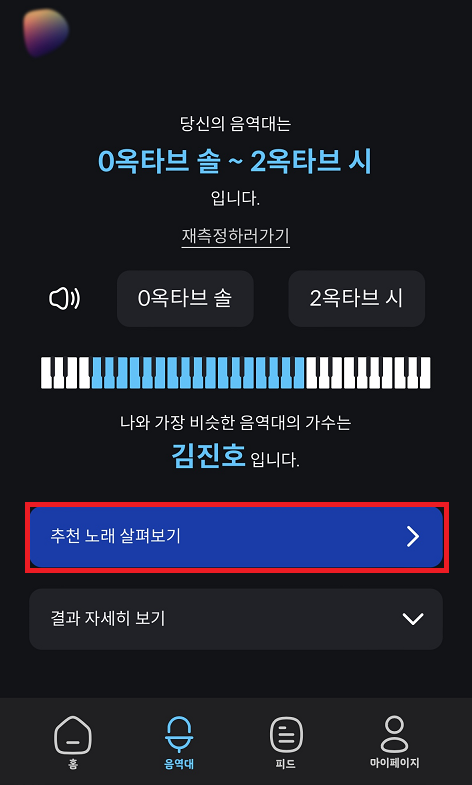 당신의 음역대는
0옥타브 솔 ~ 2옥타브 시
입니다.
재측정하러가기
0옥타브 솔
2옥타브 시
나와 가장 비슷한 음역대의 가수는
김진호 입니다.
추천 노래 살펴보기
결과 자세히 보기
홈
음역대
피드
마이페이지